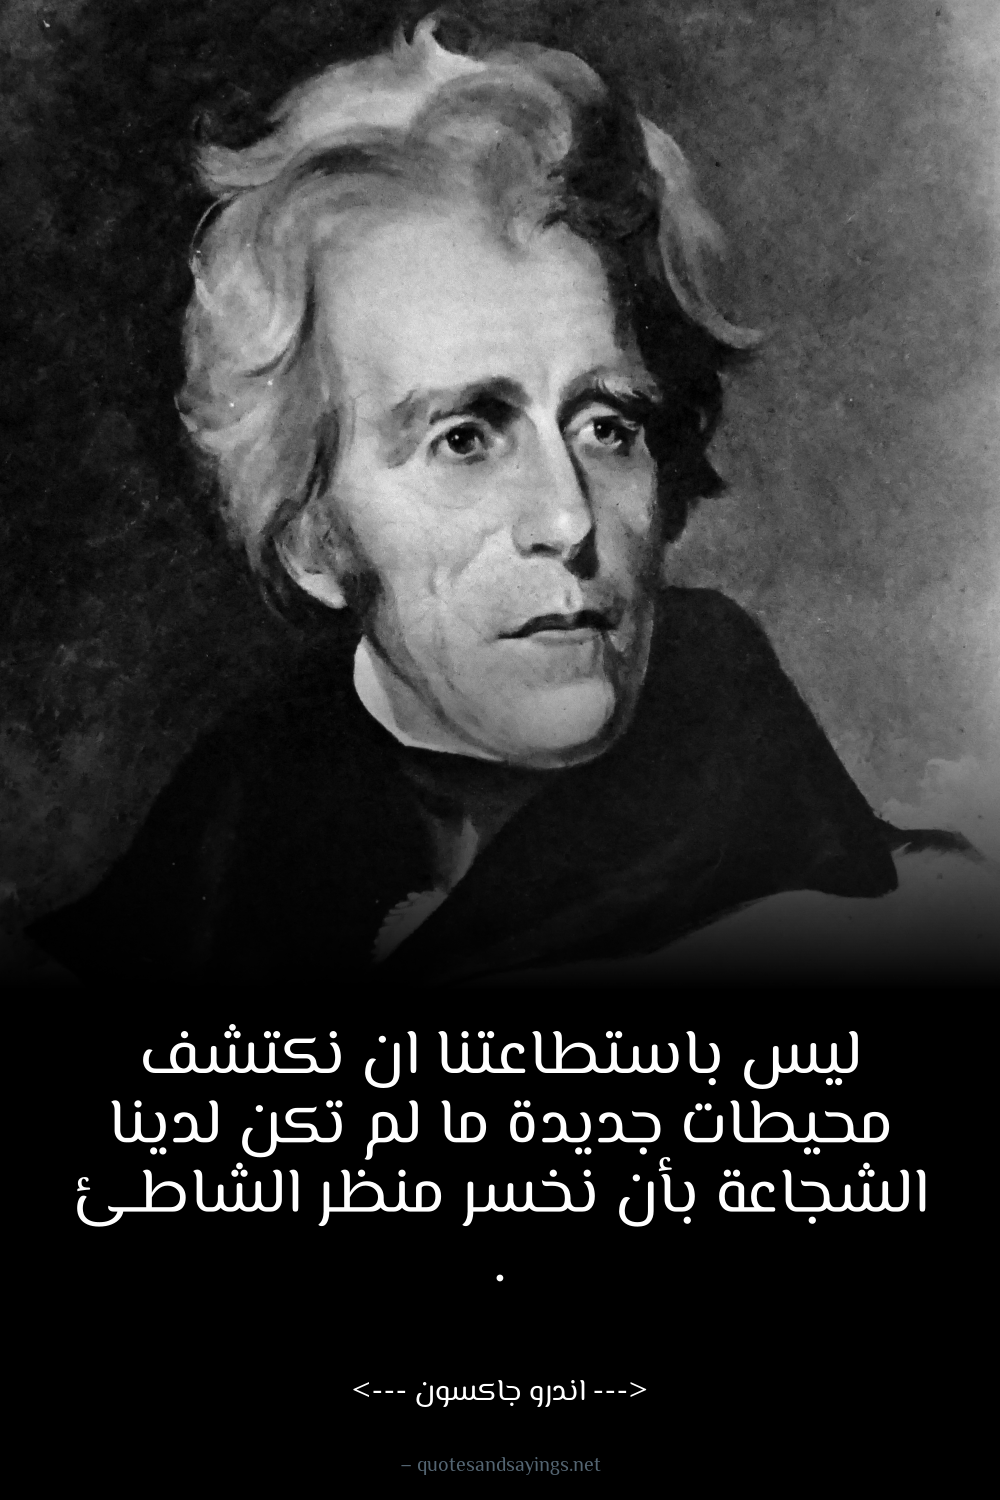 ليس باستطاعتنا ان نكتشف
محيطات جديدة ما لم تكن لدينا
الشجاعة بأن نخسر منظر الشاطـئ
.
<--- اندرو جاكسون --->
– quotesandsayings.net